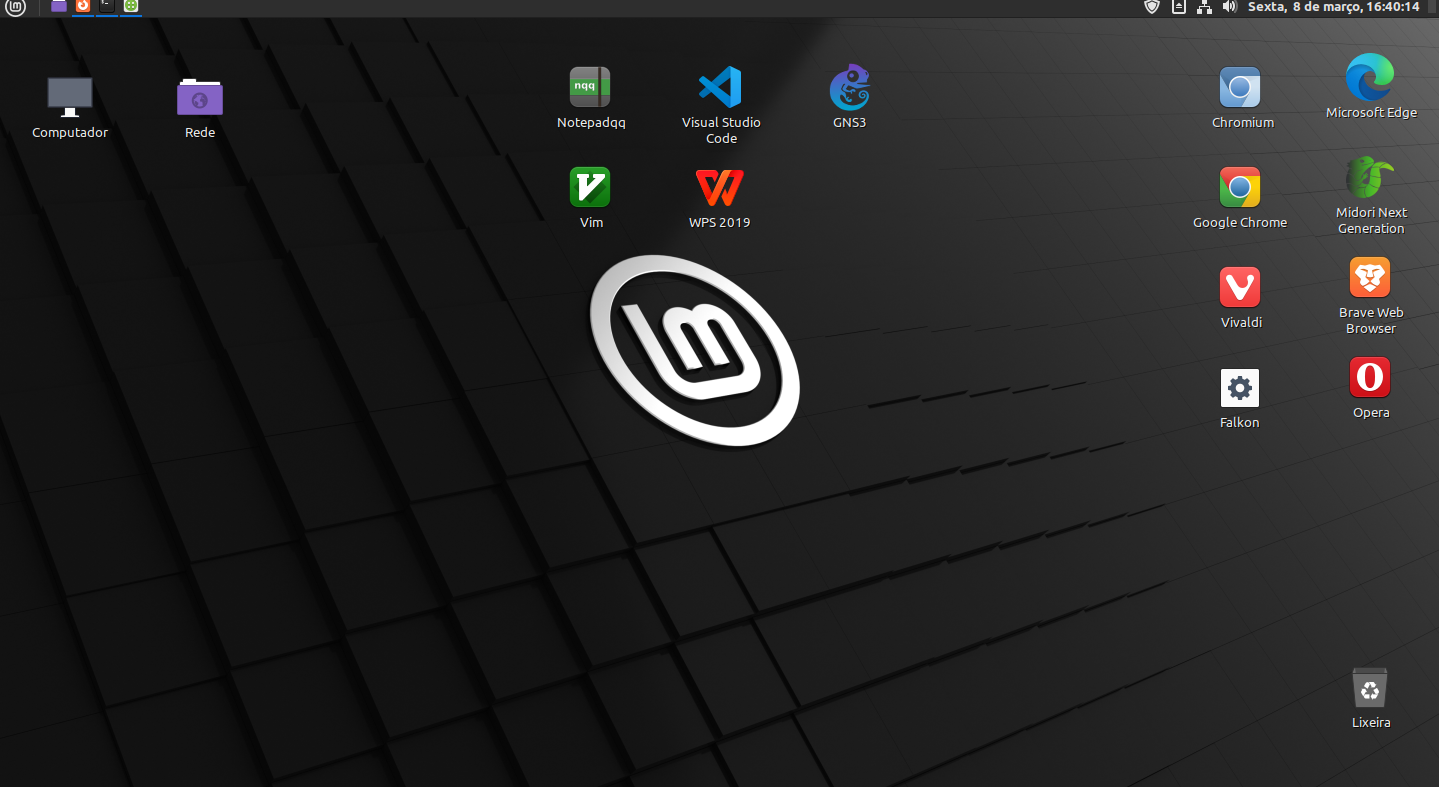 Sexta, 8 de março, 16:40:14
Computador
Rede
nqq
Notepadqq
Visual Studio
Code
GNS3
Chromium
Microsoft Edge
Vim
WPS 2019
Google Chrome
Midori Next
Generation
Vivaldi
Brave Web
Browser
Falkon
Opera
Lixeira